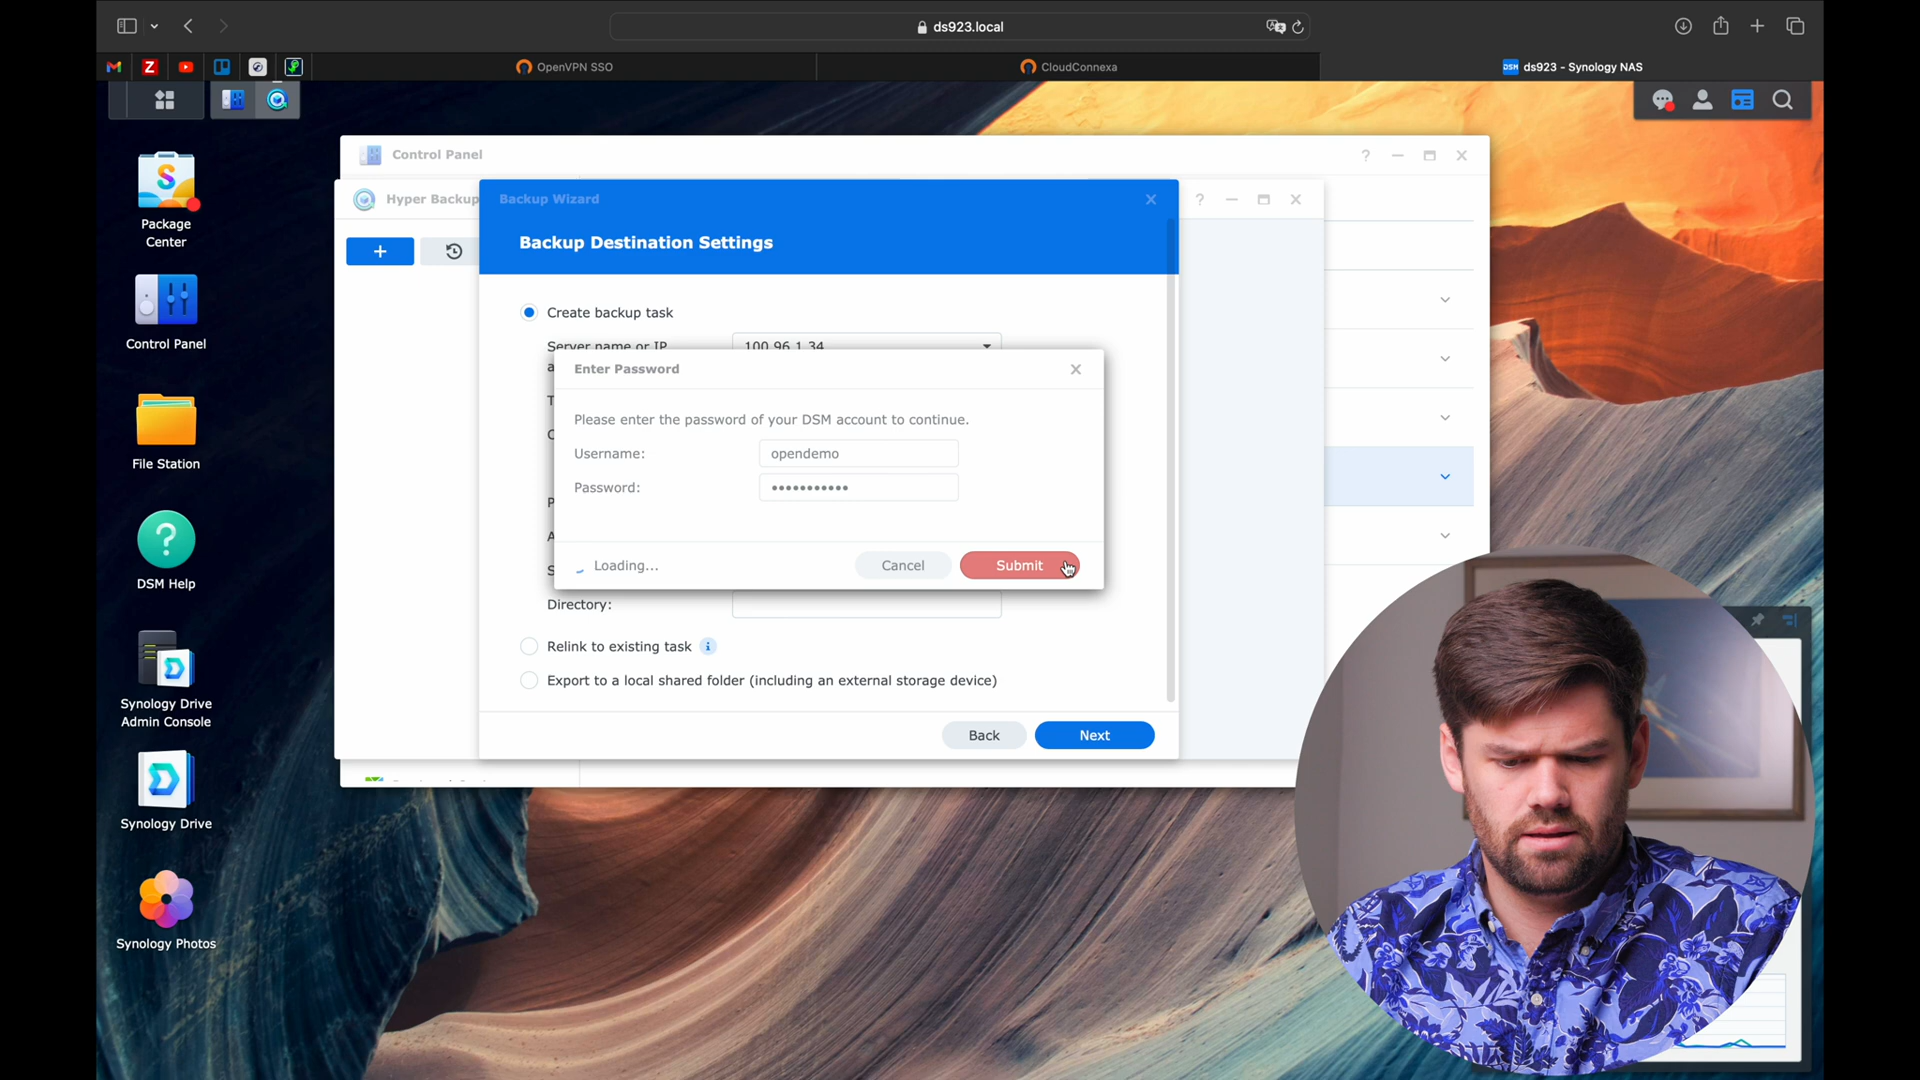 ds923.local
OpenVPN SSO
CloudConnexa
DSM ds923 - Synology NAS
Control Panel
Hyper Backup
Backup Wizard
Package
Center
Control Panel
File Station
DSM Help
Synology Drive
Admin Console
Synology Drive
Synology Photos
Backup Destination Settings
Create backup task
Server name or IP
100.96.1.34
Enter Password
Please enter the password of your DSM account to continue.
Username:
opendemo
Password:
•••••••••••
Loading...
Cancel
Submit
Directory:
Relink to existing task
Export to a local shared folder (including an external storage device)
Back
Next